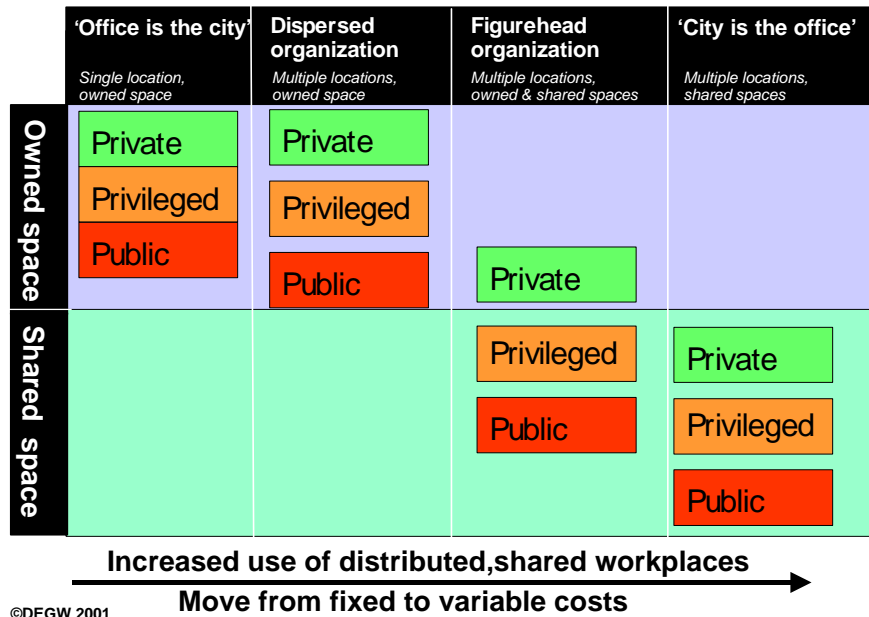 ‘Office is the city’
Single location,
owned space
Dispersed
organization
Multiple locations,
owned space
Figurehead
organization
Multiple locations,
owned & shared spaces
‘City is the office’
Multiple locations,
shared spaces
Owned space
Private
Privileged
Public
Private
Privileged
Public
Private
Shared space
Privileged
Public
Private
Privileged
Public
Increased use of distributed,shared workplaces
Move from fixed to variable costs
©DEGW 2001